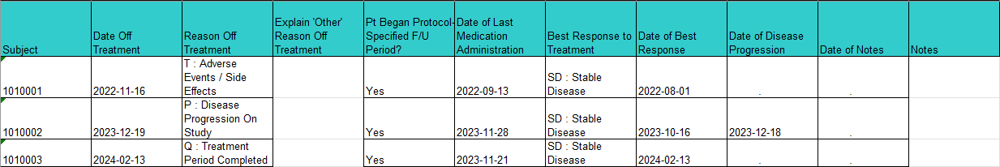 Subject
Date Off
Treatment
Reason Off
Treatment
Explain 'Other'
Reason Off
Treatment
Pt Began Protocol-
Specified F/U
Period?
Date of Last
Medication
Administration
Best Response to
Treatment
Date of Best
Response
Date of Disease
Progression
Date of Notes
Notes
1010001
2022-11-16
T : Adverse
Events / Side
Effects
Yes
2022-09-13
SD : Stable
Disease
2022-08-01
.
.
1010002
2023-12-19
P : Disease
Progression On
Study
Yes
2023-11-28
SD : Stable
Disease
2023-10-16
2023-12-18
.
1010003
2024-02-13
Q : Treatment
Period Completed
Yes
2023-11-21
SD : Stable
Disease
2024-02-13
.
.